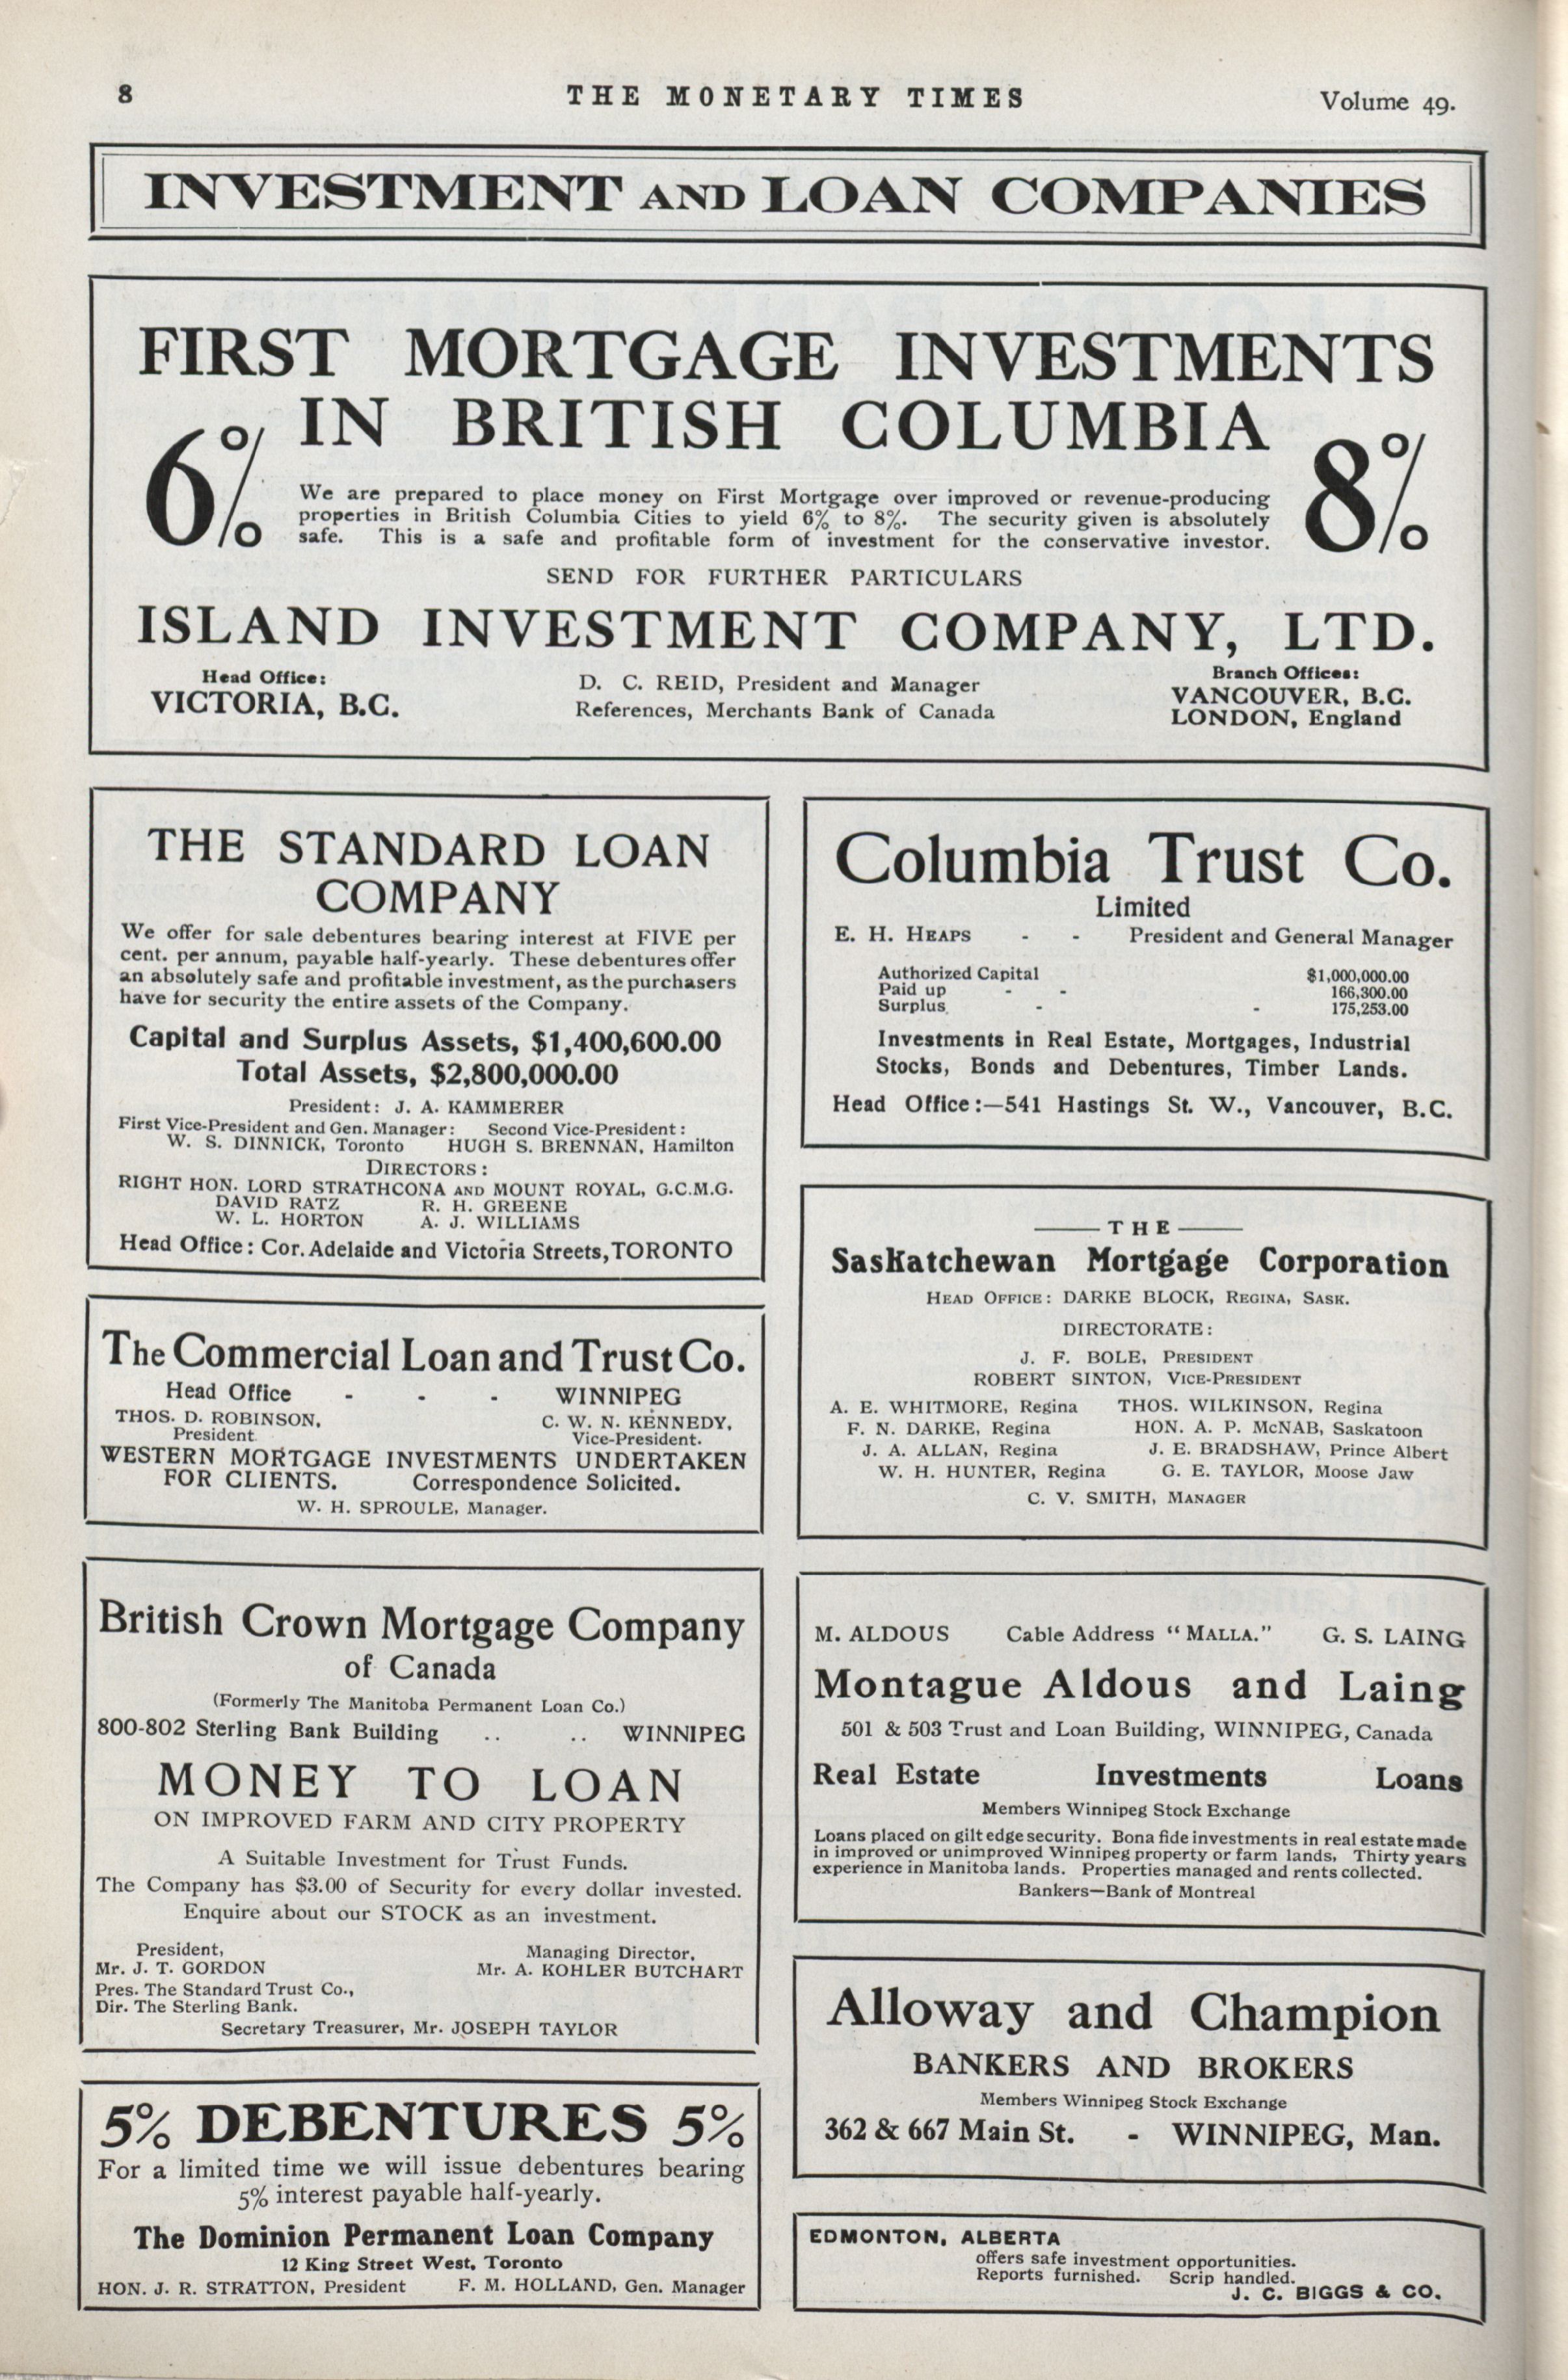 8
THE MONETARY TIMES
Volume 49.
INVESTMENT AND LOAN COMPANIES
FIRST MORTGAGE INVESTMENTS
IN BRITISH COLUMBIA
6%
8%
We are prepared to place money on First Mortgage over improved or revenue-producing
properties in British Columbia Cities to yield 6% to 8%. The security given is absolutely
safe. This is a safe and profitable form of investment for the conservative investor.
SEND FOR FURTHER PARTICULARS
ISLAND INVESTMENT COMPANY, LTD.
Head Office:
VICTORIA, B.C.
D. C. REID, President and Manager
References, Merchants Bank of Canada
Branch Offices:
VANCOUVER, B.C.
LONDON, England
THE STANDARD LOAN
COMPANY
We offer for sale debentures bearing interest at FIVE per
cent. per annum, payable half-yearly. These debentures offer
an absolutely safe and profitable investment, as the purchasers
have for security the entire assets of the Company.
Capital and Surplus Assets, $1,400,600.00
Total Assets, $2,800,000.00
President: J. A. KAMMERER
First Vice-President and Gen. Manager: Second Vice-President:
W. S. DINNICK, Toronto HUGH S. BRENNAN, Hamilton
DIRECTORS:
RIGHT HON. LORD STRATHCONA AND MOUNT ROYAL, G.C.M.G.
DAVID RATZ R. H. GREENE
W. L. HORTON A. J. WILLIAMS
Head Office: Cor. Adelaide and Victoria Streets, TORONTO
The Commercial Loan and Trust Co.
Head Office - - - WINNIPEG
THOS. D. ROBINSON, C. W. N. KENNEDY,
President Vice-President.
WESTERN MORTGAGE INVESTMENTS UNDERTAKEN
FOR CLIENTS. Correspondence Solicited.
W. H. SPROULE, Manager.
British Crown Mortgage Company
of Canada
(Formerly The Manitoba Permanent Loan Co.)
800-802 Sterling Bank Building .. .. WINNIPEG
MONEY TO LOAN
ON IMPROVED FARM AND CITY PROPERTY
A Suitable Investment for Trust Funds.
The Company has $3.00 of Security for every dollar invested.
Enquire about our STOCK as an investment.
President, Managing Director,
Mr. J. T. GORDON Mr. A. KOHLER BUTCHART
Pres. The Standard Trust Co.,
Dir. The Sterling Bank.
Secretary Treasurer, Mr. JOSEPH TAYLOR
5% DEBENTURES 5%
For a limited time we will issue debentures bearing
5% interest payable half-yearly.
The Dominion Permanent Loan Company
12 King Street West, Toronto
HON. J. R. STRATTON, President F. M. HOLLAND, Gen. Manager
Columbia Trust Co.
Limited
E. H. HEAPS - - President and General Manager
Authorized Capital $1,000,000.00
Paid up - - 166,300.00
Surplus - - 175,253.00
Investments in Real Estate, Mortgages, Industrial
Stocks, Bonds and Debentures, Timber Lands.
Head Office:—541 Hastings St. W., Vancouver, B.C.
THE
Saskatchewan Mortgage Corporation
HEAD OFFICE: DARKE BLOCK, REGINA, SASK.
DIRECTORATE:
J. F. BOLE, PRESIDENT
ROBERT SINTON, VICE-PRESIDENT
A. E. WHITMORE, Regina THOS. WILKINSON, Regina
F. N. DARKE, Regina HON. A. P. McNAB, Saskatoon
J. A. ALLAN, Regina J. E. BRADSHAW, Prince Albert
W. H. HUNTER, Regina G. E. TAYLOR, Moose Jaw
C. V. SMITH, MANAGER
M. ALDOUS Cable Address "MALLA." G. S. LAING
Montague Aldous and Laing
501 & 503 Trust and Loan Building, WINNIPEG, Canada
Real Estate Investments Loans
Members Winnipeg Stock Exchange
Loans placed on gilt edge security. Bona fide investments in real estate made
in improved or unimproved Winnipeg property or farm lands, Thirty years
experience in Manitoba lands. Properties managed and rents collected.
Bankers—Bank of Montreal
Alloway and Champion
BANKERS AND BROKERS
Members Winnipeg Stock Exchange
362 & 667 Main St. - WINNIPEG, Man.
EDMONTON, ALBERTA
offers safe investment opportunities.
Reports furnished. Scrip handled.
J. C. BIGGS & CO.